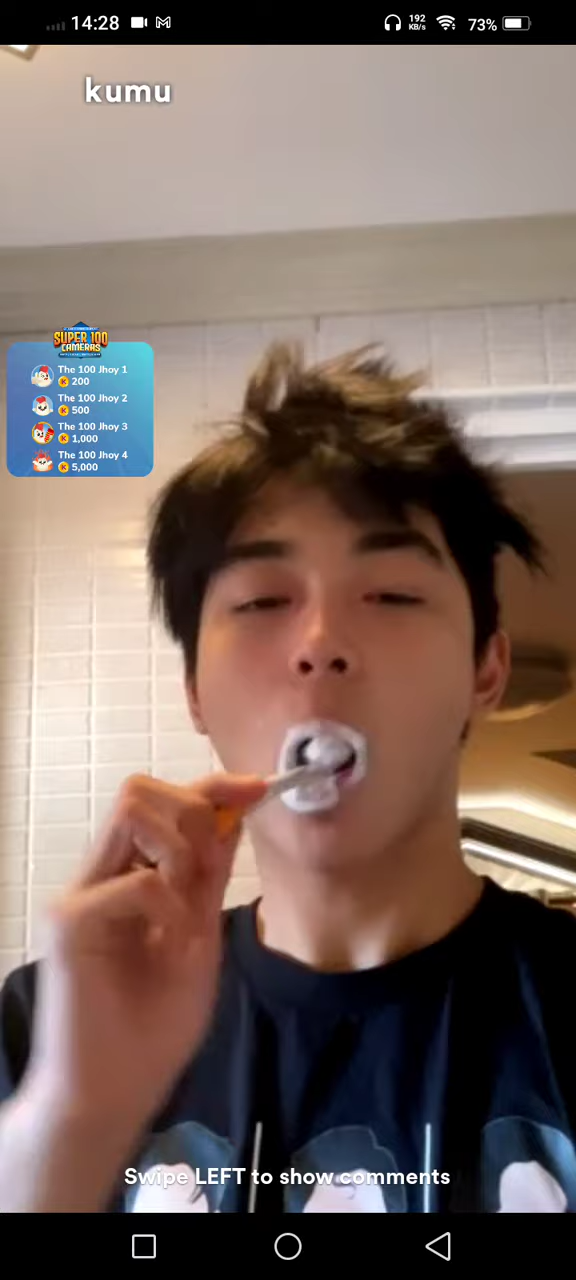 14:28
192
KB/s
73%
kumu
SUPER 100
CAMERAS
The 100 Jhoy 1
K 200
The 100 Jhoy 2
K 500
The 100 Jhoy 3
K 1,000
The 100 Jhoy 4
K 5,000
Swipe LEFT to show comments